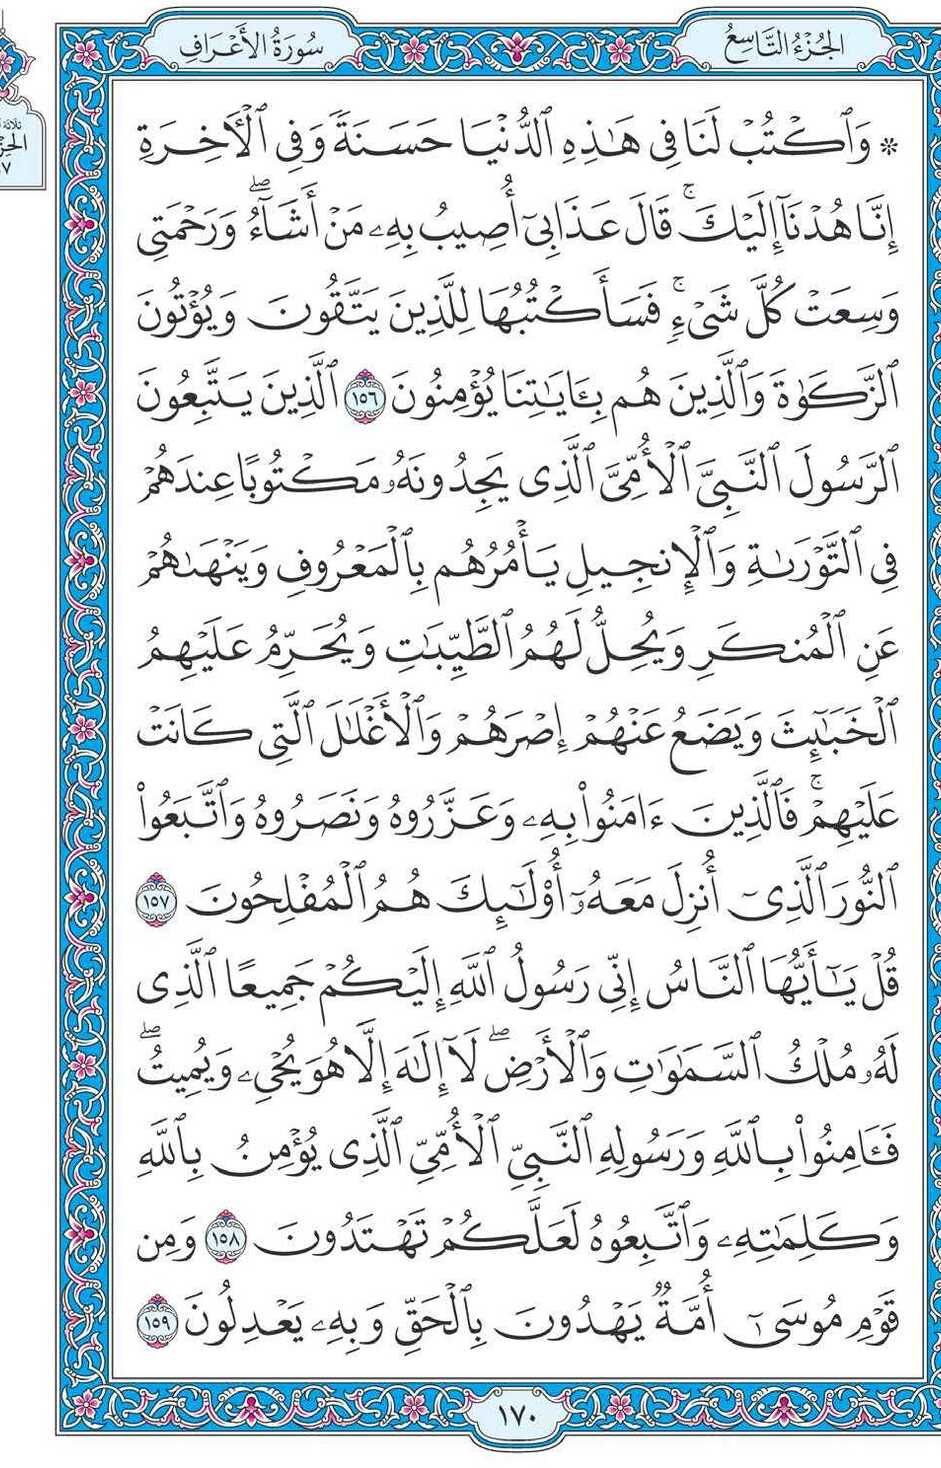 الجُزْءُ التَّاسِعُ
سُورَةُ الأَعْرَافِ
ثلاثة
الحِزْ
٧
۞ وَٱكْتُبْ لَنَا فِى هَٰذِهِ ٱلدُّنْيَا حَسَنَةً وَفِى ٱلْـَٔاخِرَةِ
إِنَّا هُدْنَآ إِلَيْكَ ۚ قَالَ عَذَابِىٓ أُصِيبُ بِهِۦ مَنْ أَشَآءُ ۖ وَرَحْمَتِى
وَسِعَتْ كُلَّ شَىْءٍ ۚ فَسَأَكْتُبُهَا لِلَّذِينَ يَتَّقُونَ وَيُؤْتُونَ
ٱلزَّكَوٰةَ وَٱلَّذِينَ هُم بِـَٔايَٰتِنَا يُؤْمِنُونَ ١٥٦ ٱلَّذِينَ يَتَّبِعُونَ
ٱلرَّسُولَ ٱلنَّبِىَّ ٱلْأُمِّىَّ ٱلَّذِى يَجِدُونَهُۥ مَكْتُوبًا عِندَهُمْ
فِى ٱلتَّوْرَىٰةِ وَٱلْإِنجِيلِ يَأْمُرُهُم بِٱلْمَعْرُوفِ وَيَنْهَىٰهُمْ
عَنِ ٱلْمُنكَرِ وَيُحِلُّ لَهُمُ ٱلطَّيِّبَٰتِ وَيُحَرِّمُ عَلَيْهِمُ
ٱلْخَبَٰٓئِثَ وَيَضَعُ عَنْهُمْ إِصْرَهُمْ وَٱلْأَغْلَٰلَ ٱلَّتِى كَانَتْ
عَلَيْهِمْ ۚ فَٱلَّذِينَ ءَامَنُوا۟ بِهِۦ وَعَزَّرُوهُ وَنَصَرُوهُ وَٱتَّبَعُوا۟
ٱلنُّورَ ٱلَّذِىٓ أُنزِلَ مَعَهُۥٓ أُو۟لَٰٓئِكَ هُمُ ٱلْمُفْلِحُونَ ١٥٧
قُلْ يَٰٓأَيُّهَا ٱلنَّاسُ إِنِّى رَسُولُ ٱللَّهِ إِلَيْكُمْ جَمِيعًا ٱلَّذِى
لَهُۥ مُلْكُ ٱلسَّمَٰوَٰتِ وَٱلْأَرْضِ ۖ لَآ إِلَٰهَ إِلَّا هُوَ يُحْىِۦ وَيُمِيتُ ۖ
فَـَٔامِنُوا۟ بِٱللَّهِ وَرَسُولِهِ ٱلنَّبِىِّ ٱلْأُمِّىِّ ٱلَّذِى يُؤْمِنُ بِٱللَّهِ
وَكَلِمَٰتِهِۦ وَٱتَّبِعُوهُ لَعَلَّكُمْ تَهْتَدُونَ ١٥٨ وَمِن
قَوْمِ مُوسَىٰٓ أُمَّةٌ يَهْدُونَ بِٱلْحَقِّ وَبِهِۦ يَعْدِلُونَ ١٥٩
١٧٠